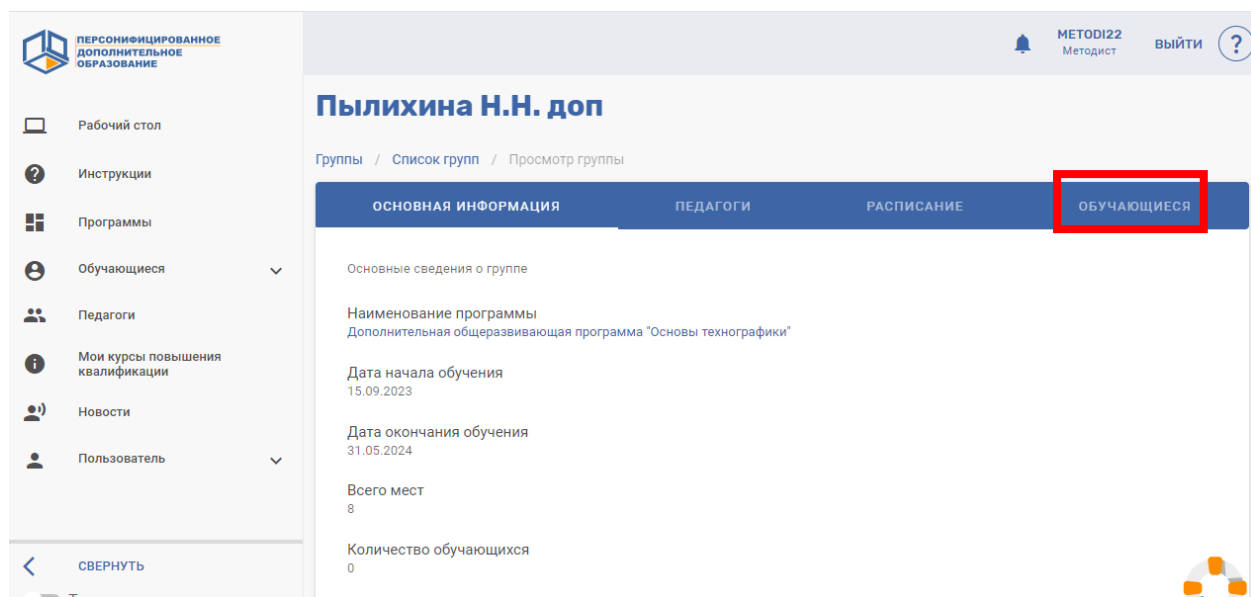 ПЕРСОНИФИЦИРОВАННОЕ
ДОПОЛНИТЕЛЬНОЕ
ОБРАЗОВАНИЕ
METODI22
Методист
ВЫЙТИ
?
Пылихина Н.Н. доп
Группы / Список групп / Просмотр группы
Рабочий стол
Инструкции
Программы
Обучающиеся
Педагоги
Мои курсы повышения
квалификации
Новости
Пользователь
СВЕРНУТЬ
ОСНОВНАЯ ИНФОРМАЦИЯ
ПЕДАГОГИ
РАСПИСАНИЕ
ОБУЧАЮЩИЕСЯ
Основные сведения о группе
Наименование программы
Дополнительная общеразвивающая программа "Основы технографики"
Дата начала обучения
15.09.2023
Дата окончания обучения
31.05.2024
Всего мест
8
Количество обучающихся
0